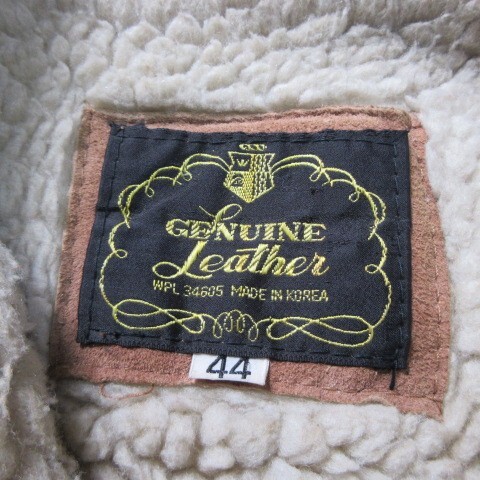 GENUINE
Leather
WPL 34605 MADE IN KOREA
44